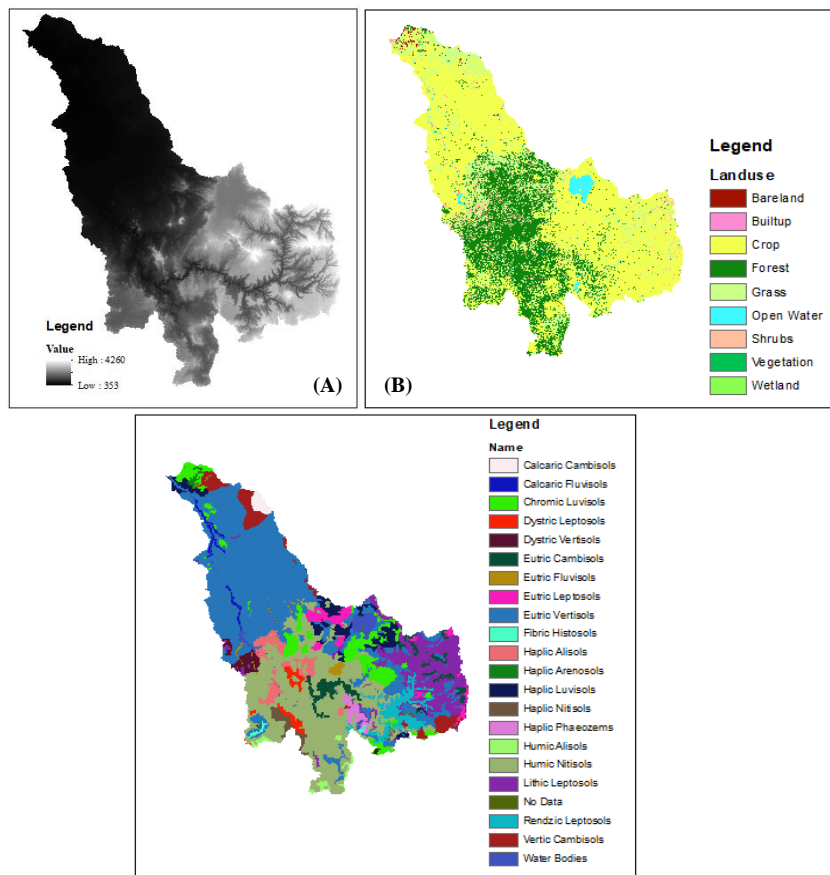 Legend
Value
High : 4260
Low : 353
(A)
(B)
Legend
Landuse
Bareland
Builtup
Crop
Forest
Grass
Open Water
Shrubs
Vegetation
Wetland
Legend
Name
Calcaric Cambisols
Calcaric Fluvisols
Chromic Luvisols
Dystric Leptosols
Dystric Vertisols
Eutric Cambisols
Eutric Fluvisols
Eutric Leptosols
Eutric Vertisols
Fibric Histosols
Haplic Alisols
Haplic Arenosols
Haplic Luvisols
Haplic Nitisols
Haplic Phaeozems
Humic Alisols
Humic Nitisols
Lithic Leptosols
No Data
Rendzic Leptosols
Vertic Cambisols
Water Bodies